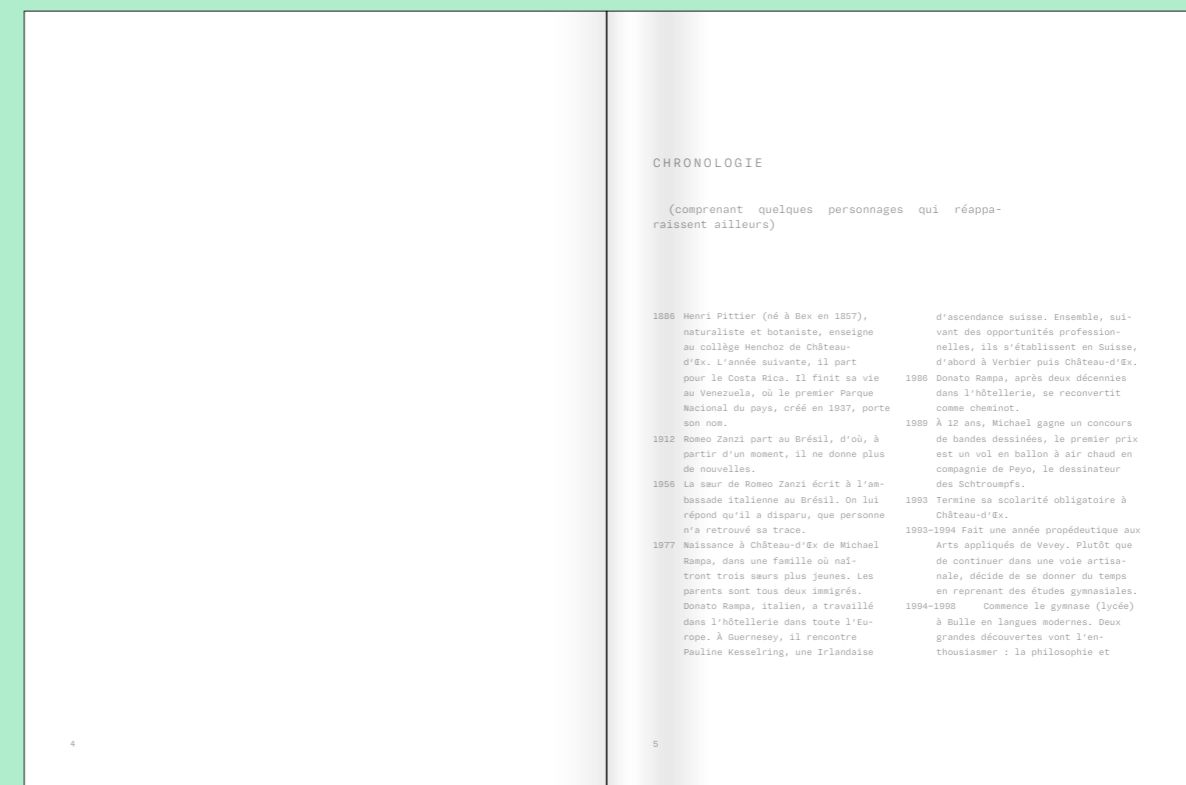 CHRONOLOGIE
(comprenant quelques personnages qui réappa-
raissent ailleurs)
1886 Henri Pittier (né à Bex en 1857),
naturaliste et botaniste, enseigne
au collège Henchoz de Château-
d'Œx. L'année suivante, il part
pour le Costa Rica. Il finit sa vie
au Venezuela, où le premier Parque
Nacional du pays, créé en 1937, porte
son nom.
1912 Romeo Zanzi part au Brésil, d'où, à
partir d'un moment, il ne donne plus
de nouvelles.
1956 La sœur de Romeo Zanzi écrit à l'am-
bassade italienne au Brésil. On lui
répond qu'il a disparu, que personne
n'a retrouvé sa trace.
1977 Naissance à Château-d'Œx de Michael
Rampa, dans une famille où naî-
tront trois sœurs plus jeunes. Les
parents sont tous deux immigrés.
Donato Rampa, italien, a travaillé
dans l'hôtellerie dans toute l'Eu-
rope. À Guernesey, il rencontre
Pauline Kesselring, une Irlandaise
d'ascendance suisse. Ensemble, sui-
vant des opportunités profession-
nelles, ils s'établissent en Suisse,
d'abord à Verbier puis Château-d'Œx.
1986 Donato Rampa, après deux décennies
dans l'hôtellerie, se reconvertit
comme cheminot.
1989 À 12 ans, Michael gagne un concours
de bandes dessinées, le premier prix
est un vol en ballon à air chaud en
compagnie de Peyo, le dessinateur
des Schtroumpfs.
1993 Termine sa scolarité obligatoire à
Château-d'Œx.
1993–1994 Fait une année propédeutique aux
Arts appliqués de Vevey. Plutôt que
de continuer dans une voie artisa-
nale, décide de se donner du temps
en reprenant des études gymnasiales.
1994–1998 Commence le gymnase (lycée)
à Bulle en langues modernes. Deux
grandes découvertes vont l'en-
thousiasmer : la philosophie et
4
5